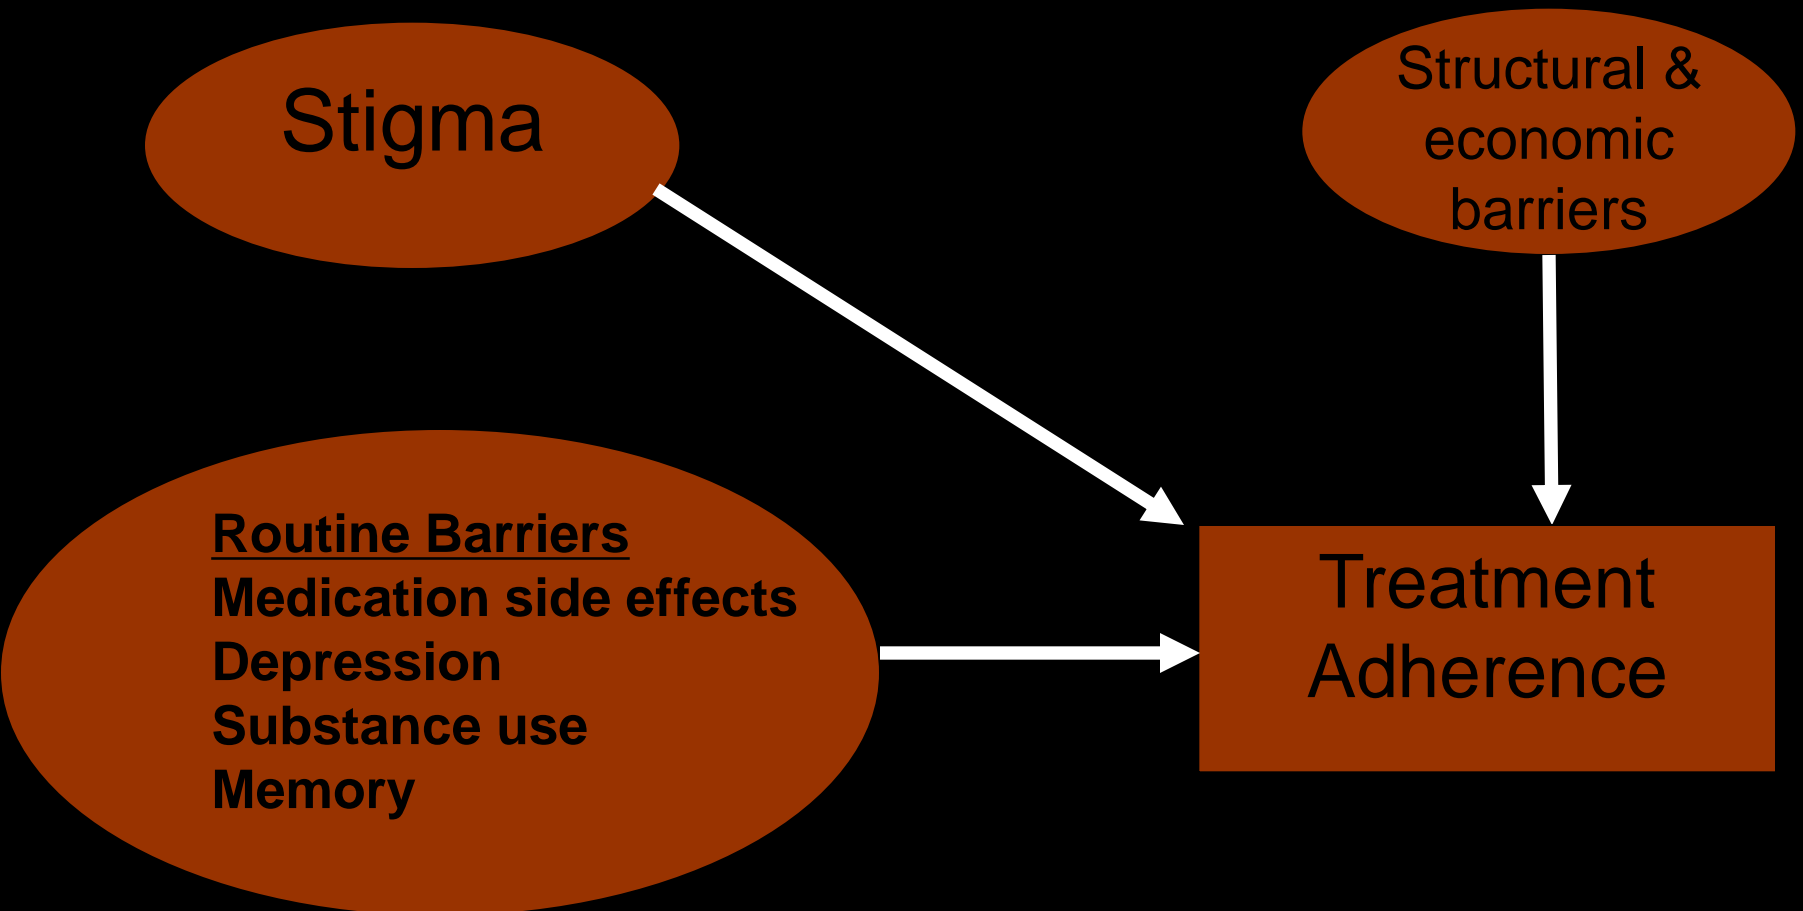 Stigma
Structural &
economic
barriers
Routine Barriers
Medication side effects
Depression
Substance use
Memory
Treatment
Adherence